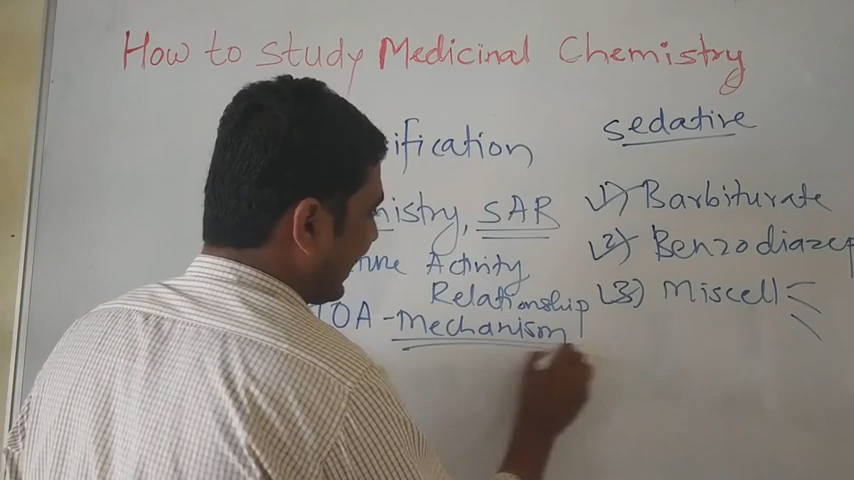 How to study Medicinal Chemistry
ification
sedative
istry, SAR
Activity
Relationship
OA - Mechanism
1) Barbiturate
2) Benzodiazep
3) Miscell